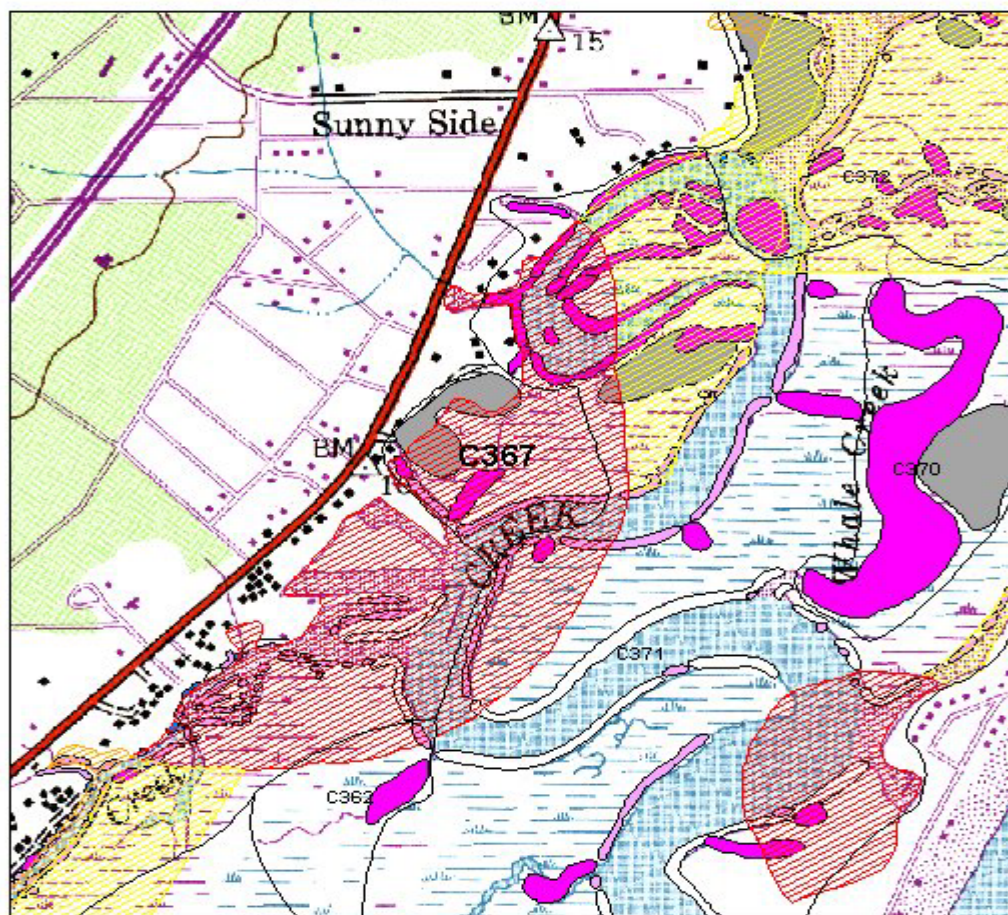 BM
15
Sunny Side
C372
Whale Creek
BM
C367
C370
CREEK
C371
C362
Creek